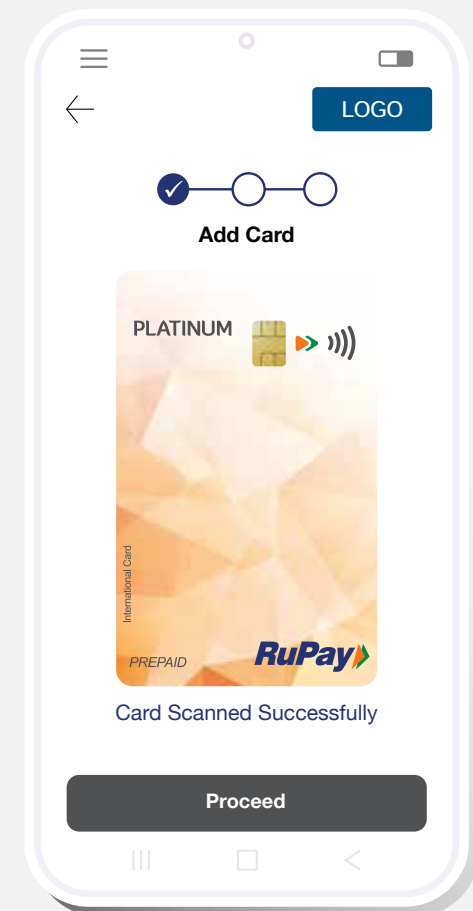 LOGO
Add Card
PLATINUM
International Card
PREPAID
RuPay
Card Scanned Successfully
Proceed